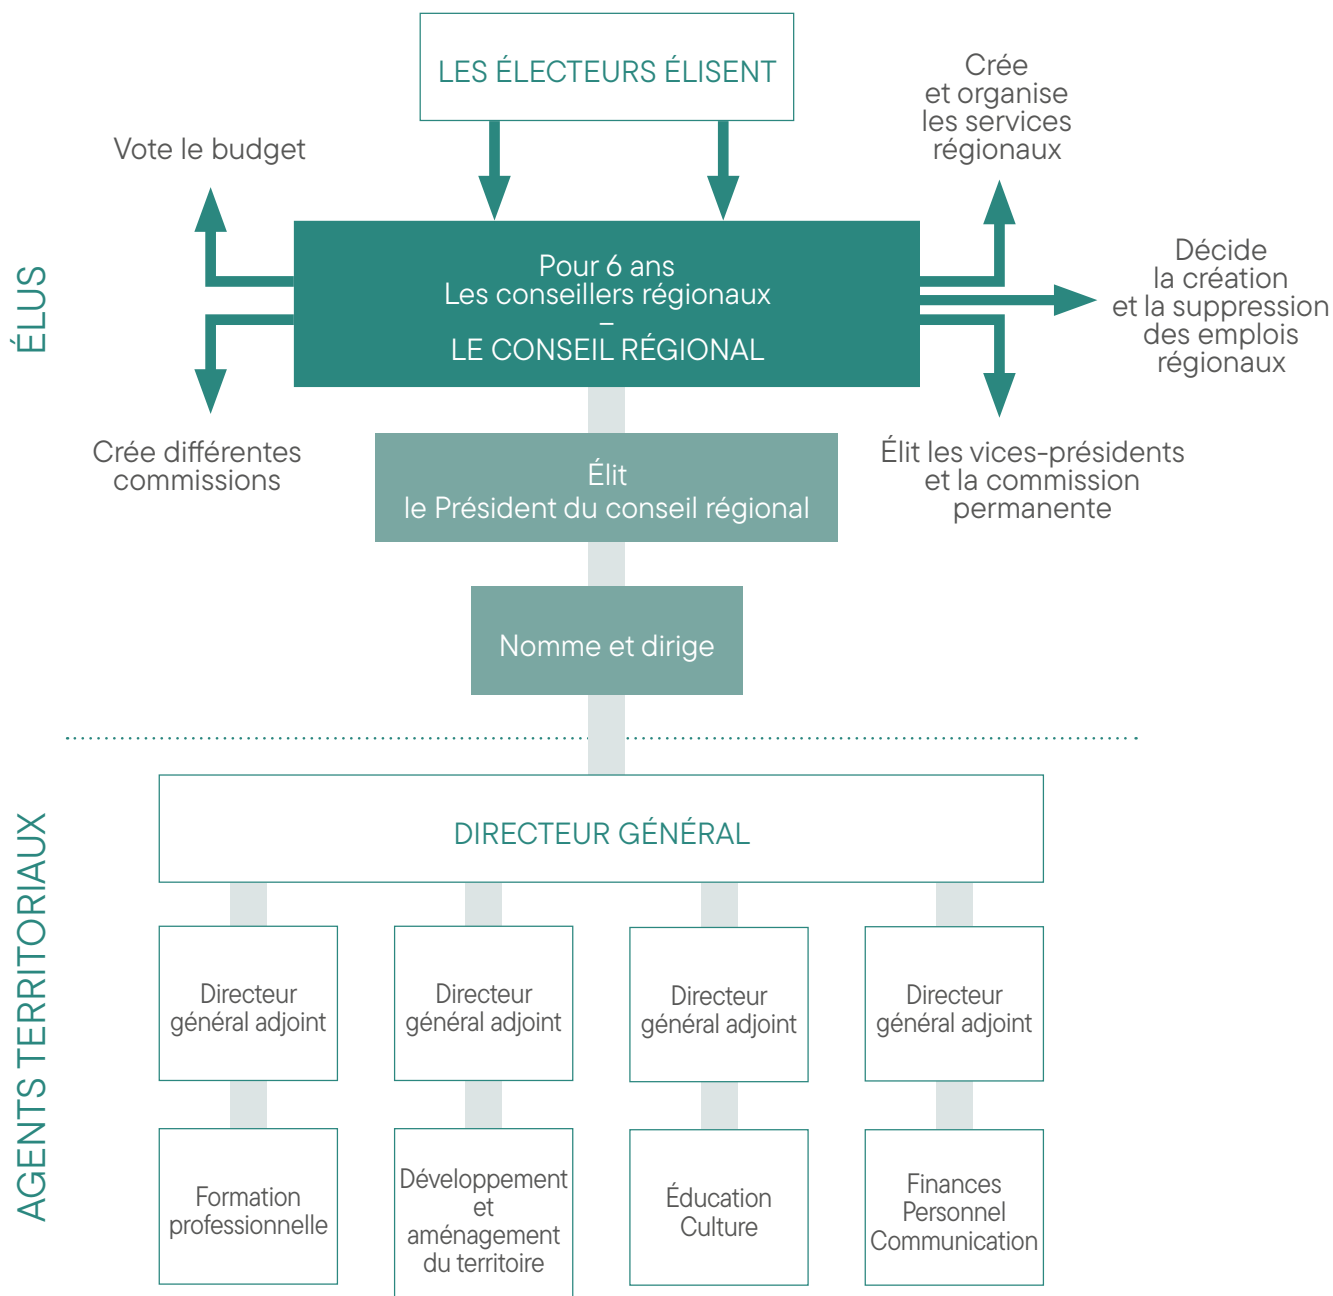 LES ÉLECTEURS ÉLISENT
Crée
et organise
les services
régionaux
Vote le budget
ÉLUS
Pour 6 ans
Les conseillers régionaux
–
LE CONSEIL RÉGIONAL
Décide
la création
et la suppression
des emplois
régionaux
Crée différentes
commissions
Élit
le Président du conseil régional
Élit les vices-présidents
et la commission
permanente
Nomme et dirige
AGENTS TERRITORIAUX
DIRECTEUR GÉNÉRAL
Directeur
général adjoint
Directeur
général adjoint
Directeur
général adjoint
Directeur
général adjoint
Formation
professionnelle
Développement
et
aménagement
du territoire
Éducation
Culture
Finances
Personnel
Communication